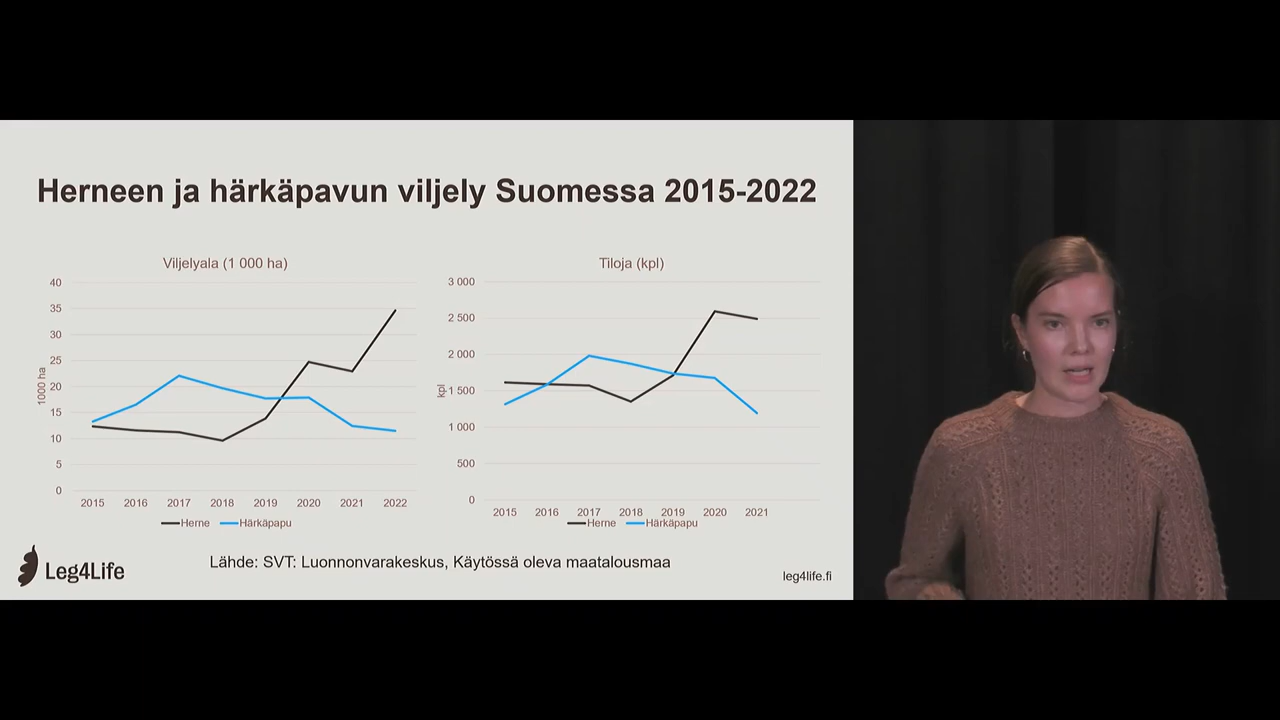 Herneen ja härkäpavun viljely Suomessa 2015-2022
Viljelyala (1 000 ha)
40
35
30
25
20
15
10
5
0
1000 ha
2015 2016 2017 2018 2019 2020 2021 2022
Herne Härkäpapu
Tiloja (kpl)
3 000
2 500
2 000
1 500
1 000
500
0
kpl
2015 2016 2017 2018 2019 2020 2021
Herne Härkäpapu
Lähde: SVT: Luonnonvarakeskus, Käytössä oleva maatalousmaa
Leg4Life
leg4life.fi